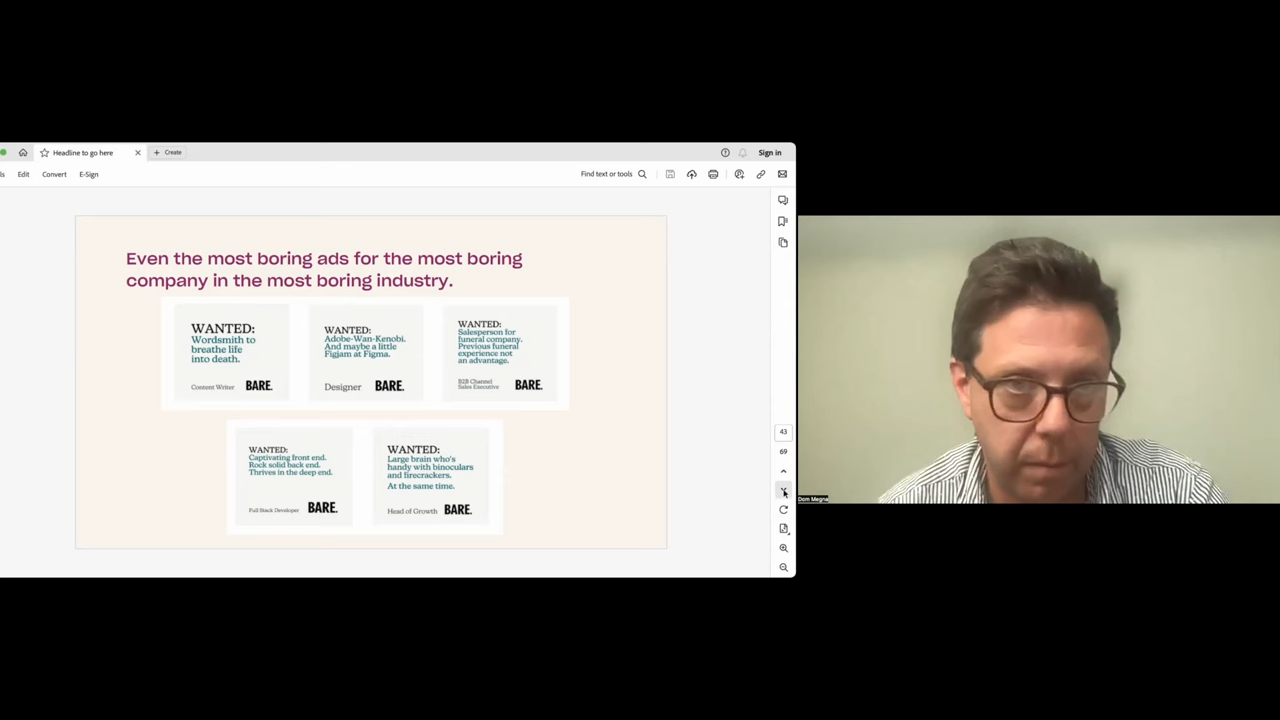 Headline to go here
Create
Sign in
ls Edit Convert E-Sign
Find text or tools
Even the most boring ads for the most boring
company in the most boring industry.
WANTED:
Wordsmith to
breathe life
into death.
Content Writer BARE.
WANTED:
Adobe-Wan-Kenobi.
And maybe a little
Figjam at Figma.
Designer BARE.
WANTED:
Salesperson for
funeral company.
Previous funeral
experience not
an advantage.
B2B Channel
Sales Executive BARE.
WANTED:
Captivating front end.
Rock solid back end.
Thrives in the deep end.
Full Stack Developer BARE.
WANTED:
Large brain who's
handy with binoculars
and firecrackers.
At the same time.
Head of Growth BARE.
43
69
Dom Megna